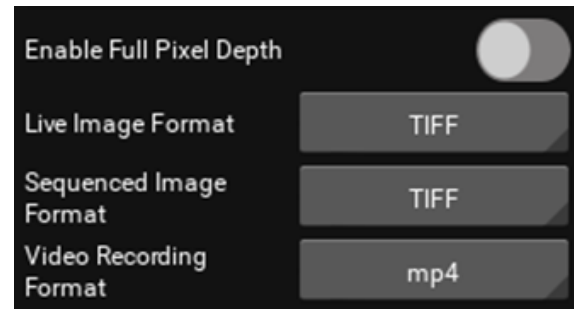 Enable Full Pixel Depth
Live Image Format
TIFF
Sequenced Image
Format
TIFF
Video Recording
Format
mp4